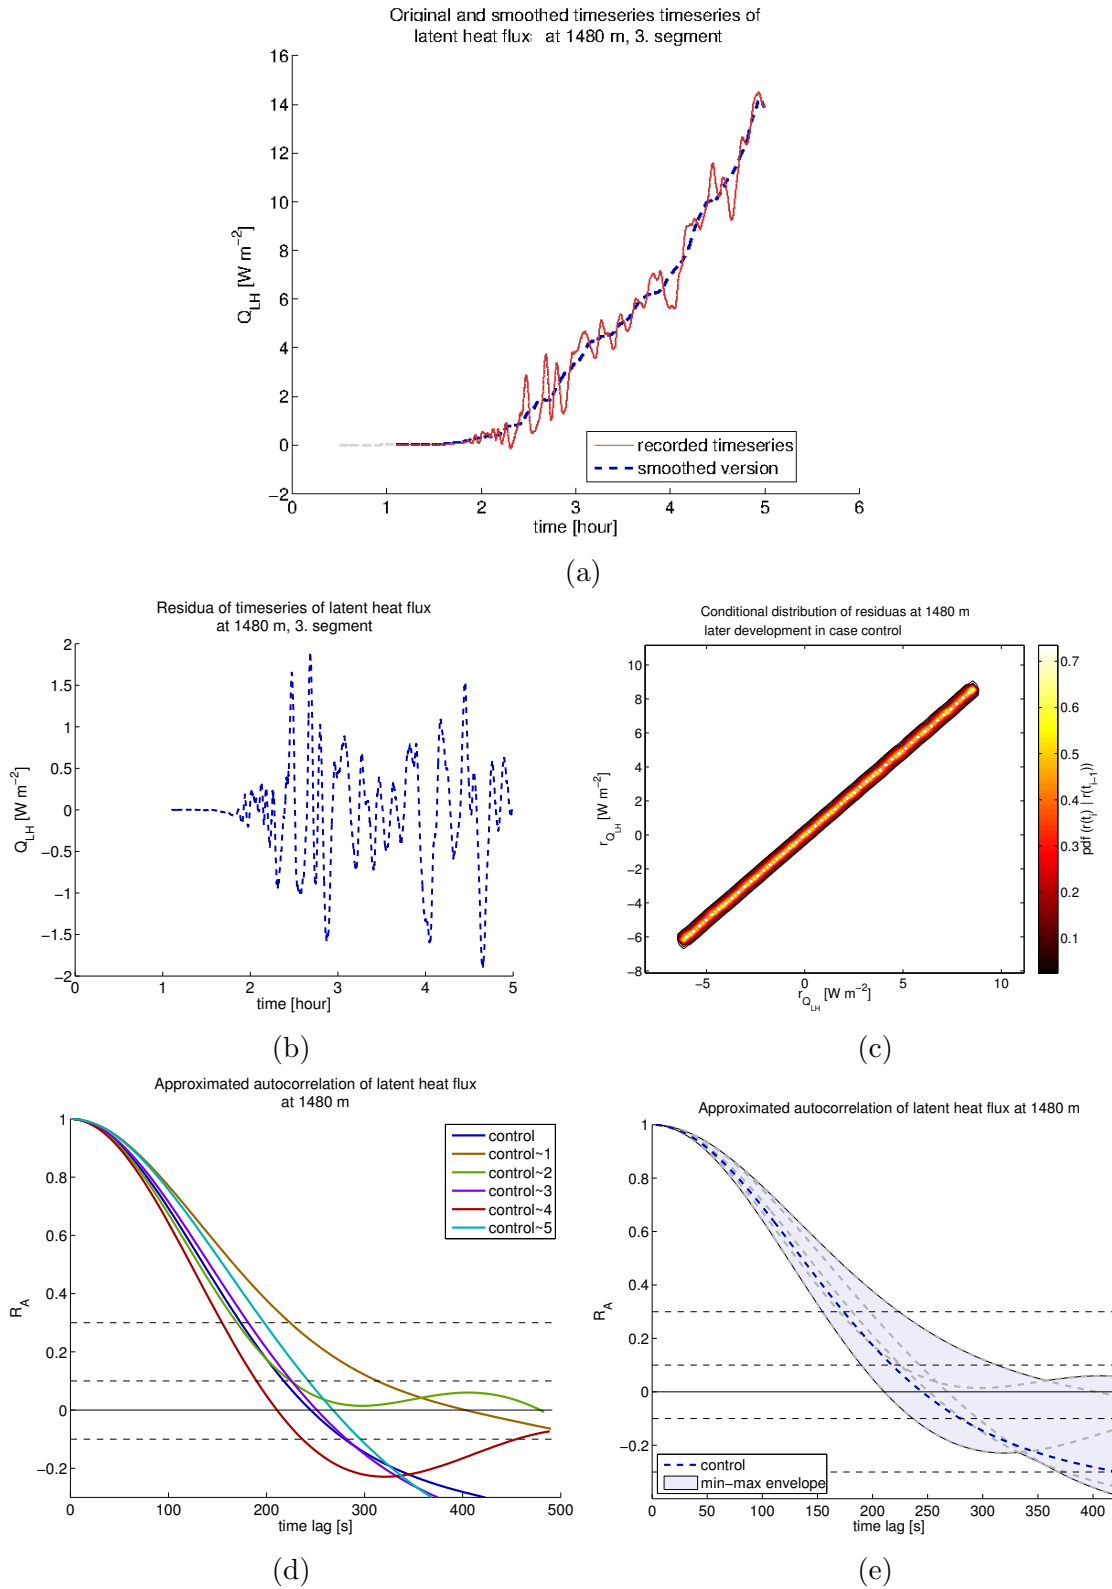 Original and smoothed timeseries timeseries of
latent heat flux at 1480 m, 3. segment
16
14
12
10
8
6
4
2
0
−2
Q_LH [W m^−2]
recorded timeseries
smoothed version
0 1 2 3 4 5 6
time [hour]
(a)
Residua of timeseries of latent heat flux
at 1480 m, 3. segment
2
1.5
1
0.5
0
−0.5
−1
−1.5
−2
Q_LH [W m^−2]
0 1 2 3 4 5
time [hour]
(b)
Conditional distribution of residuas at 1480 m
later development in case control
10
8
6
4
2
0
−2
−4
−6
−8
r_Q_LH [W m^−2]
−5 0 5 10
r_Q_LH [W m^−2]
0.7
0.6
0.5
0.4
0.3
0.2
0.1
pdf (r(t_i) | r(t_i−1))
(c)
Approximated autocorrelation of latent heat flux
at 1480 m
1
0.8
0.6
0.4
0.2
0
−0.2
R_A
control
control~1
control~2
control~3
control~4
control~5
0 100 200 300 400 500
time lag [s]
(d)
Approximated autocorrelation of latent heat flux at 1480 m
1
0.8
0.6
0.4
0.2
0
−0.2
R_A
control
min−max envelope
0 50 100 150 200 250 300 350 400
time lag [s]
(e)